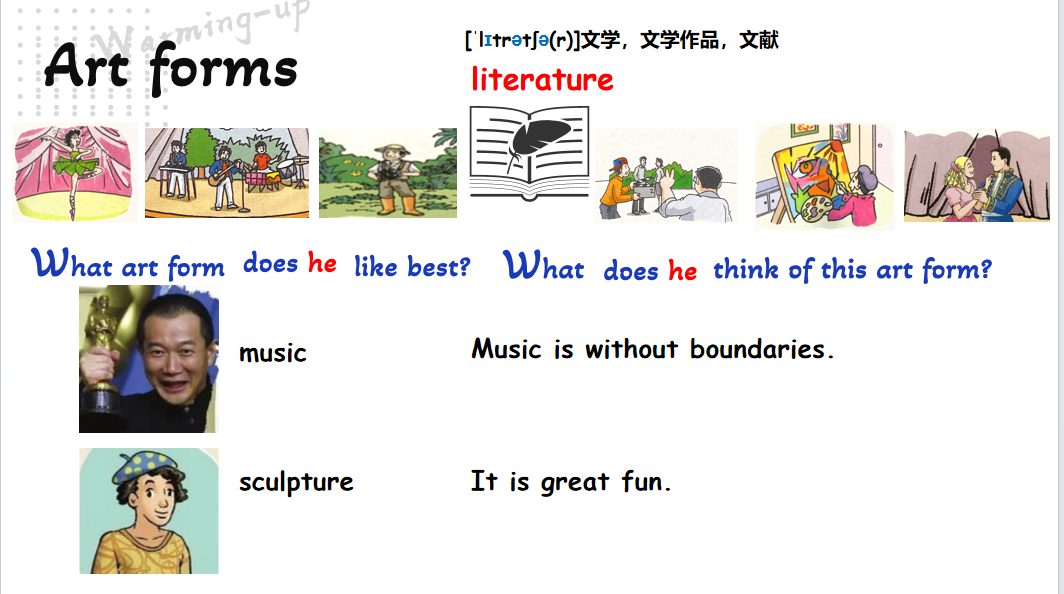 Warming-up
Art forms
[ˈlɪtrətʃə(r)]文学，文学作品，文献
literature
What art form does he like best?
What does he think of this art form?
music
Music is without boundaries.
sculpture
It is great fun.